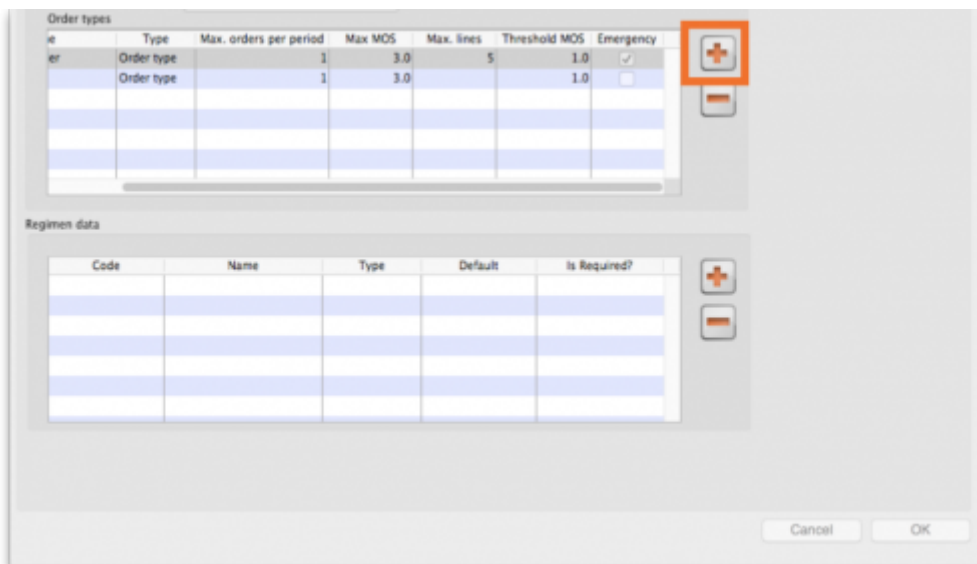 Order types
e Type Max. orders per period Max MOS Max. lines Threshold MOS Emergency
er Order type 1 3.0 5 1.0
Order type 1 3.0 1.0
Regimen data
Code Name Type Default Is Required?
Cancel OK